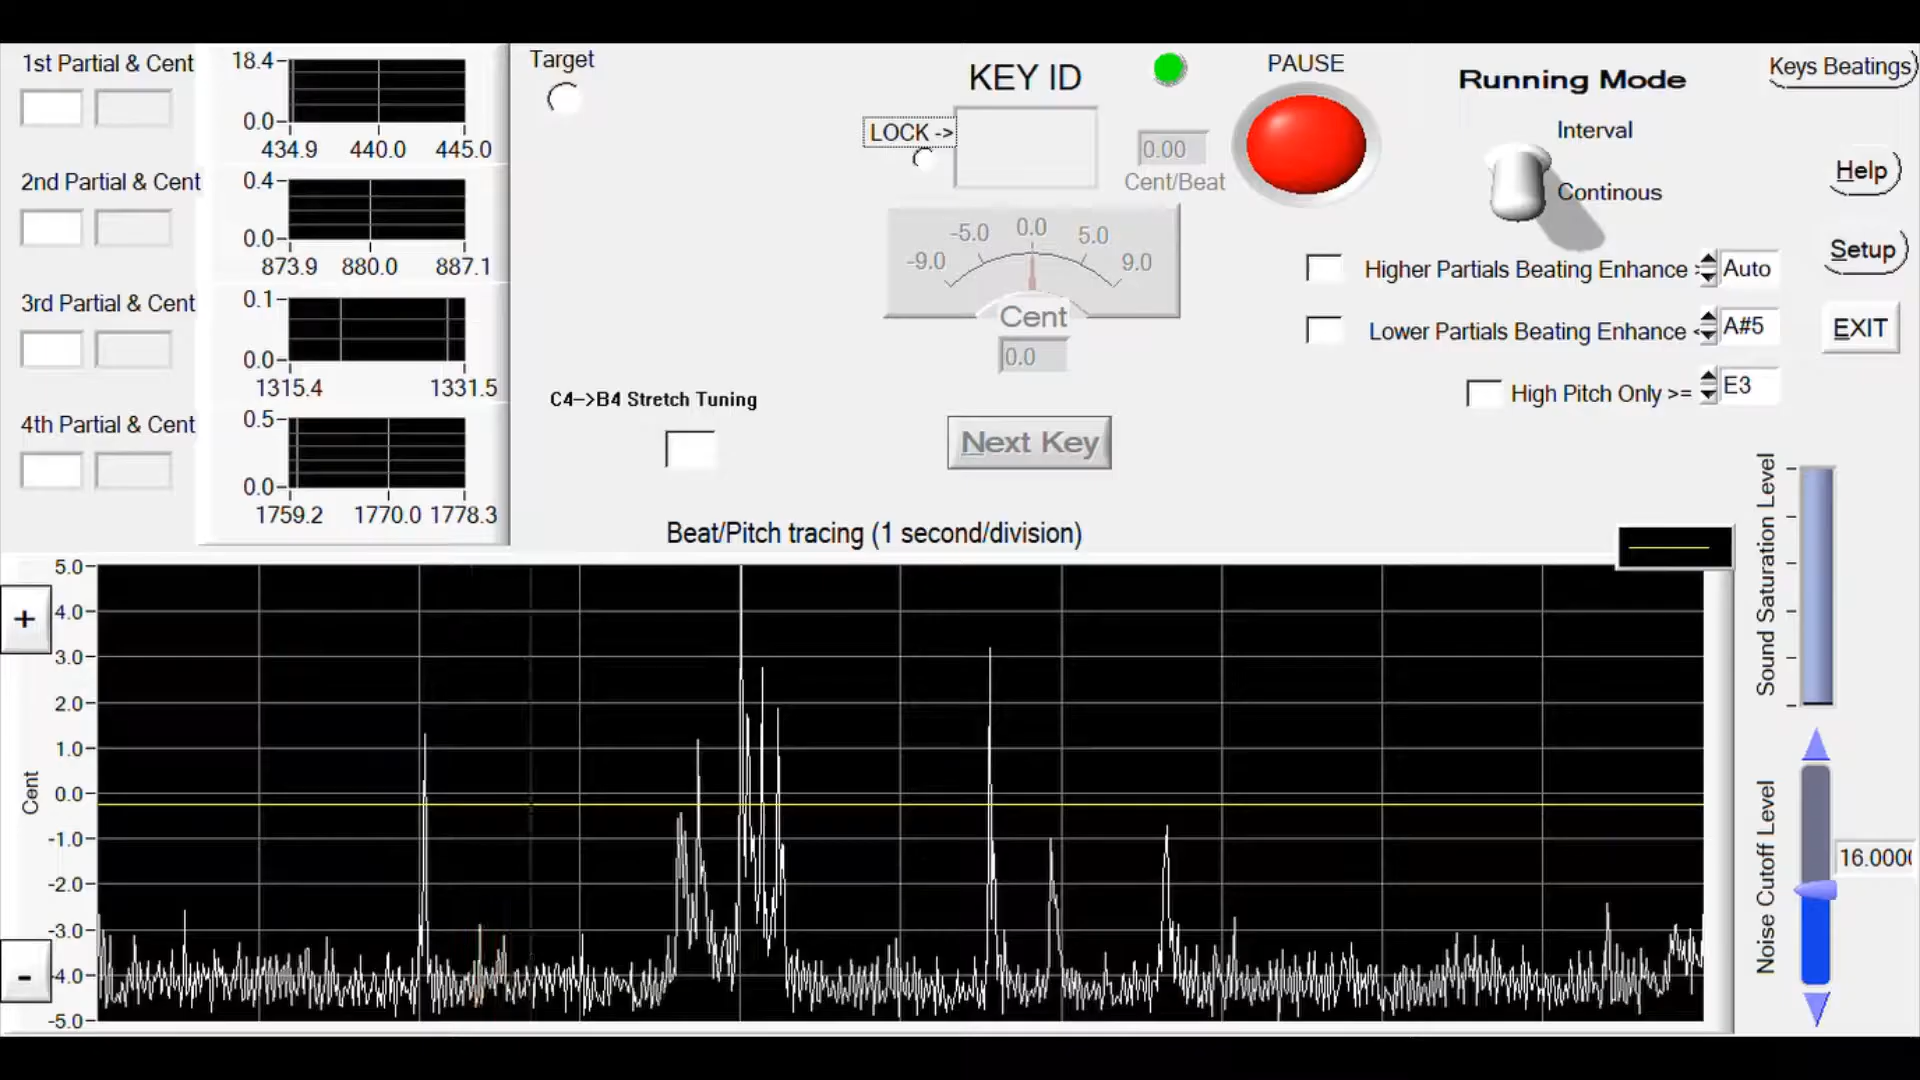 1st Partial & Cent
18.4
0.0
434.9 440.0 445.0
2nd Partial & Cent
0.4
0.0
873.9 880.0 887.1
3rd Partial & Cent
0.1
0.0
1315.4 1331.5
4th Partial & Cent
0.5
0.0
1759.2 1770.0 1778.3
Target
KEY ID
LOCK ->
0.00
Cent/Beat
PAUSE
Running Mode
Interval
Continous
Keys Beatings
Help
Setup
EXIT
-9.0 -5.0 0.0 5.0 9.0
Cent
0.0
Higher Partials Beating Enhance > Auto
Lower Partials Beating Enhance < A#5
High Pitch Only >= E3
C4->B4 Stretch Tuning
Next Key
Beat/Pitch tracing (1 second/division)
+
-
Cent
5.0
4.0
3.0
2.0
1.0
0.0
-1.0
-2.0
-3.0
-4.0
-5.0
Sound Saturation Level
Noise Cutoff Level
16.000